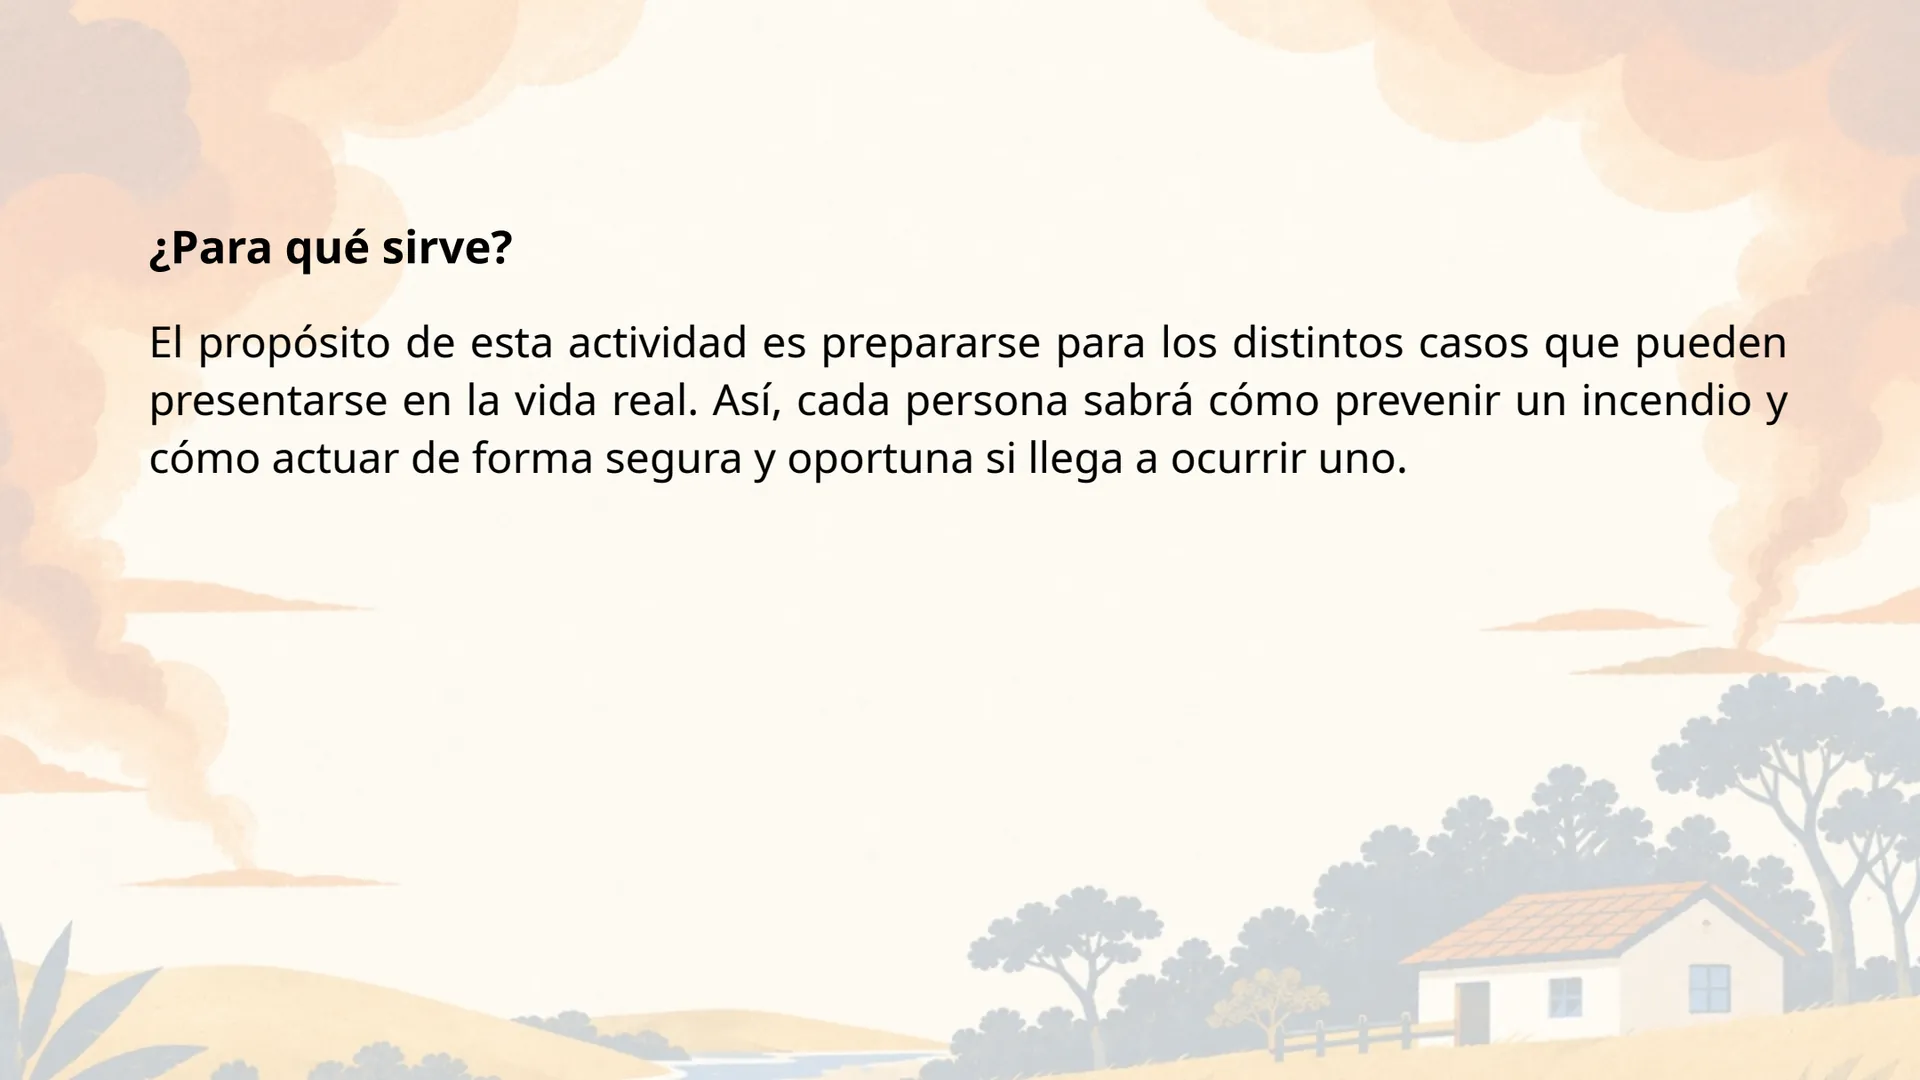 ¿Para qué sirve?
El propósito de esta actividad es prepararse para los distintos casos que pueden
presentarse en la vida real. Así, cada persona sabrá cómo prevenir un incendio y
cómo actuar de forma segura y oportuna si llega a ocurrir uno.